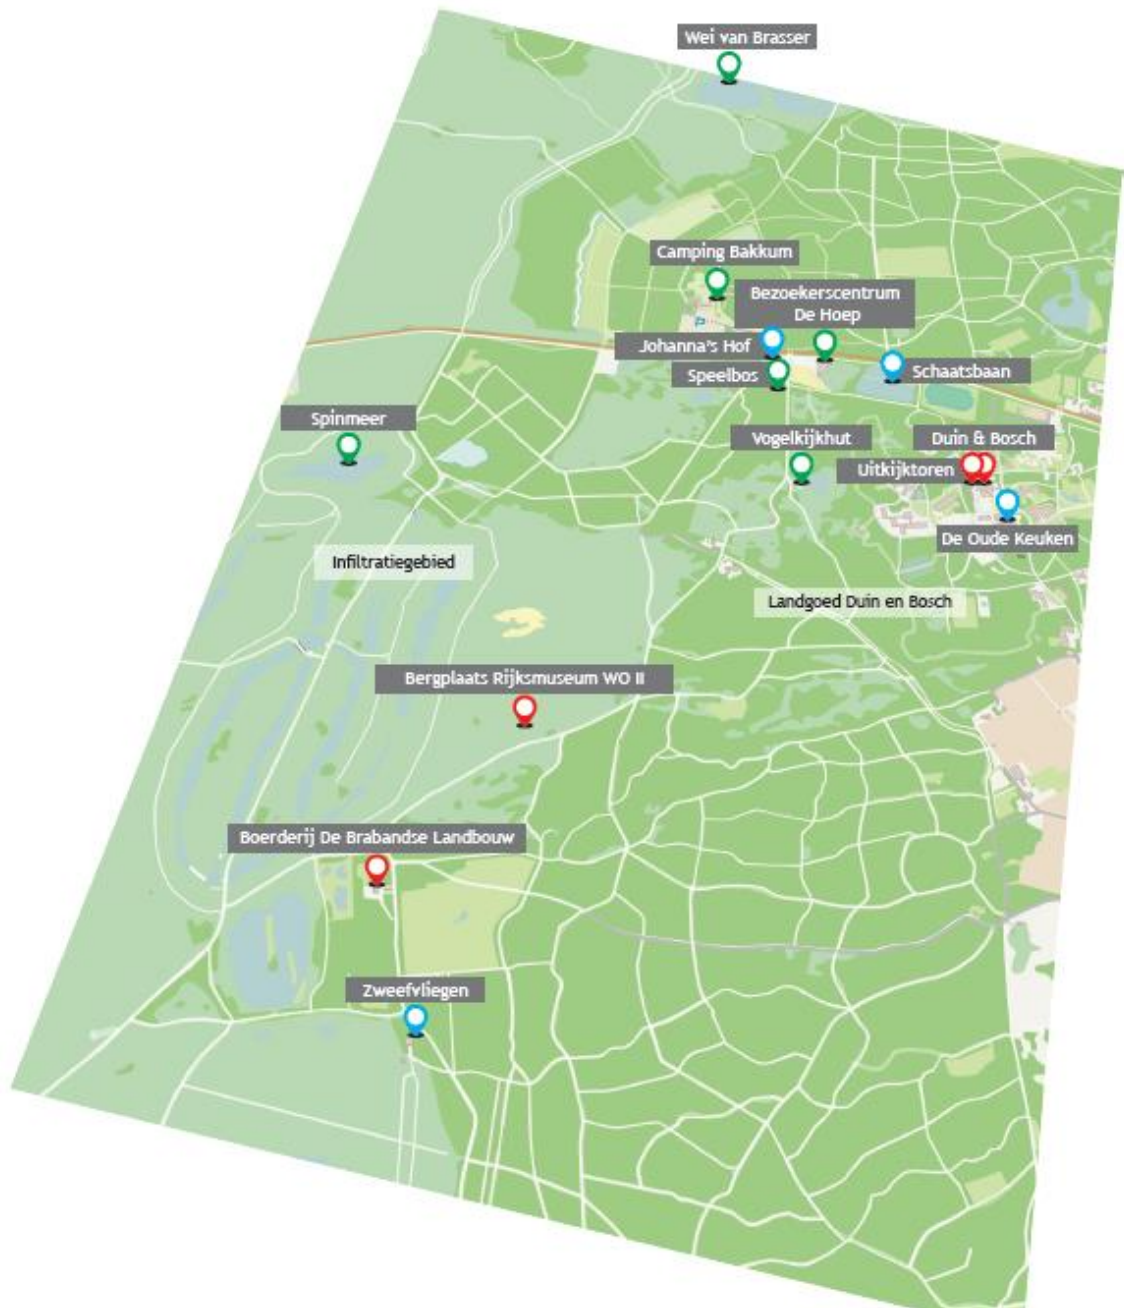 Wei van Brasser
Camping Bakkum
Bezoekerscentrum
De Hoep
Johanna's Hof
Speelbos
Schaatsbaan
Spinmeer
Vogelkijkhut
Duin & Bosch
Uitkijktoren
De Oude Keuken
Infiltratiegebied
Landgoed Duin en Bosch
Bergplaats Rijksmuseum WO II
Boerderij De Brabandse Landbouw
Zweefvliegen